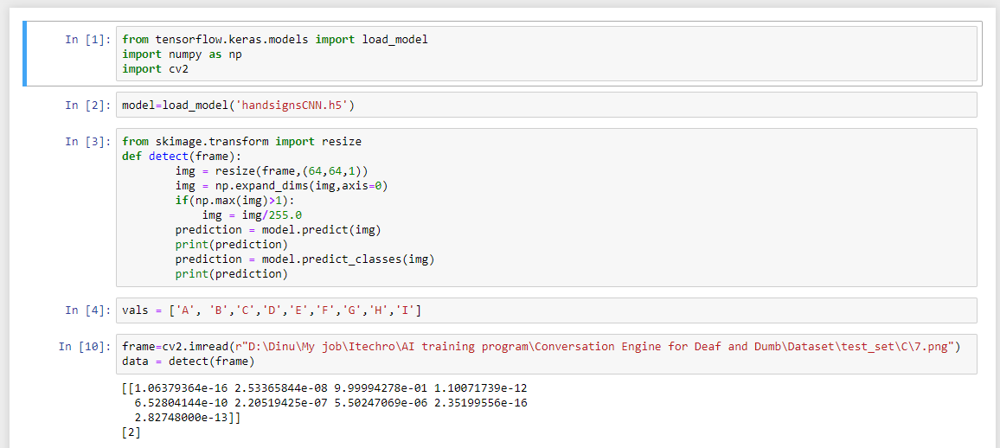 In [1]: from tensorflow.keras.models import load_model
import numpy as np
import cv2
In [2]: model=load_model('handsignsCNN.h5')
In [3]: from skimage.transform import resize
def detect(frame):
        img = resize(frame,(64,64,1))
        img = np.expand_dims(img,axis=0)
        if(np.max(img)>1):
            img = img/255.0
        prediction = model.predict(img)
        print(prediction)
        prediction = model.predict_classes(img)
        print(prediction)
In [4]: vals = ['A', 'B','C','D','E','F','G','H','I']
In [10]: frame=cv2.imread(r"D:\Dinu\My job\Itechro\AI training program\Conversation Engine for Deaf and Dumb\Dataset\test_set\C\7.png")
data = detect(frame)
[[1.06379364e-16 2.53365844e-08 9.99994278e-01 1.10071739e-12
  6.52804144e-10 2.20519425e-07 5.50247069e-06 2.35199556e-16
  2.82748000e-13]]
[2]